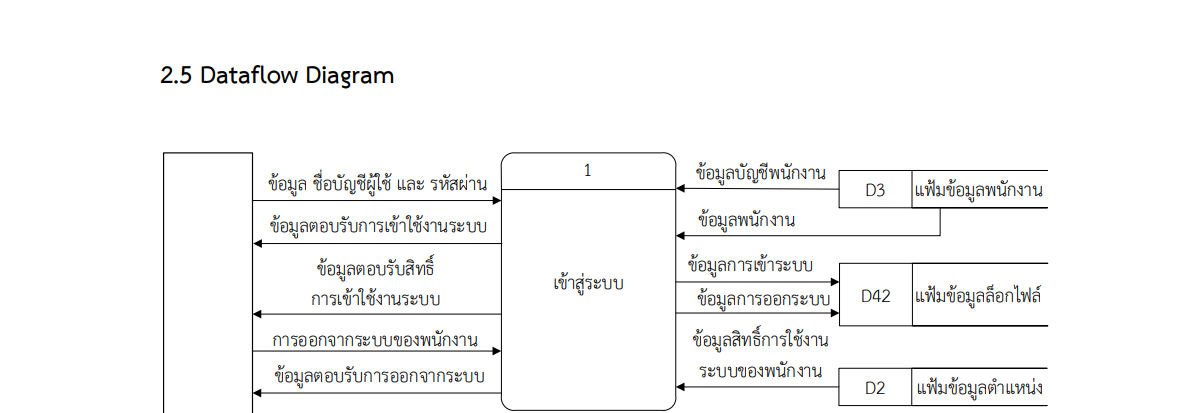 2.5 Dataflow Diagram
1
ข้อมูล ชื่อบัญชีผู้ใช้ และ รหัสผ่าน
ข้อมูลตอบรับการเข้าใช้งานระบบ
ข้อมูลตอบรับสิทธิ์
การเข้าใช้งานระบบ
การออกจากระบบของพนักงาน
ข้อมูลตอบรับการออกจากระบบ
เข้าสู่ระบบ
ข้อมูลบัญชีพนักงาน
ข้อมูลพนักงาน
ข้อมูลการเข้าระบบ
ข้อมูลการออกระบบ
ข้อมูลสิทธิ์การใช้งาน
ระบบของพนักงาน
D3 แฟ้มข้อมูลพนักงาน
D42 แฟ้มข้อมูลล็อกไฟล์
D2 แฟ้มข้อมูลตำแหน่ง